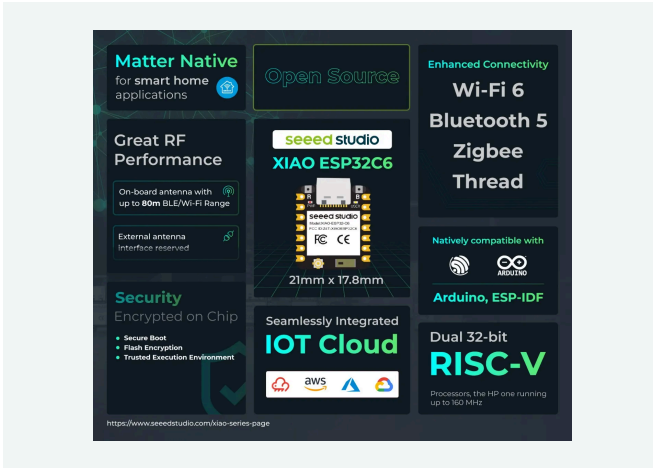 Matter Native
for smart home
applications
Open Source
Enhanced Connectivity
Wi-Fi 6
Bluetooth 5
Zigbee
Thread
Great RF
Performance
On-board antenna with
up to 80m BLE/Wi-Fi Range
External antenna
interface reserved
seeed studio
XIAO ESP32C6
B
R
seeed studio
21mm x 17.8mm
Natively compatible with
ARDUINO
Arduino, ESP-IDF
Security
Encrypted on Chip
Secure Boot
Flash Encryption
Trusted Execution Environment
Seamlessly Integrated
IOT Cloud
aws
Dual 32-bit
RISC-V
Processors, the HP one running
up to 160 MHz
https://www.seeedstudio.com/xiao-series-page